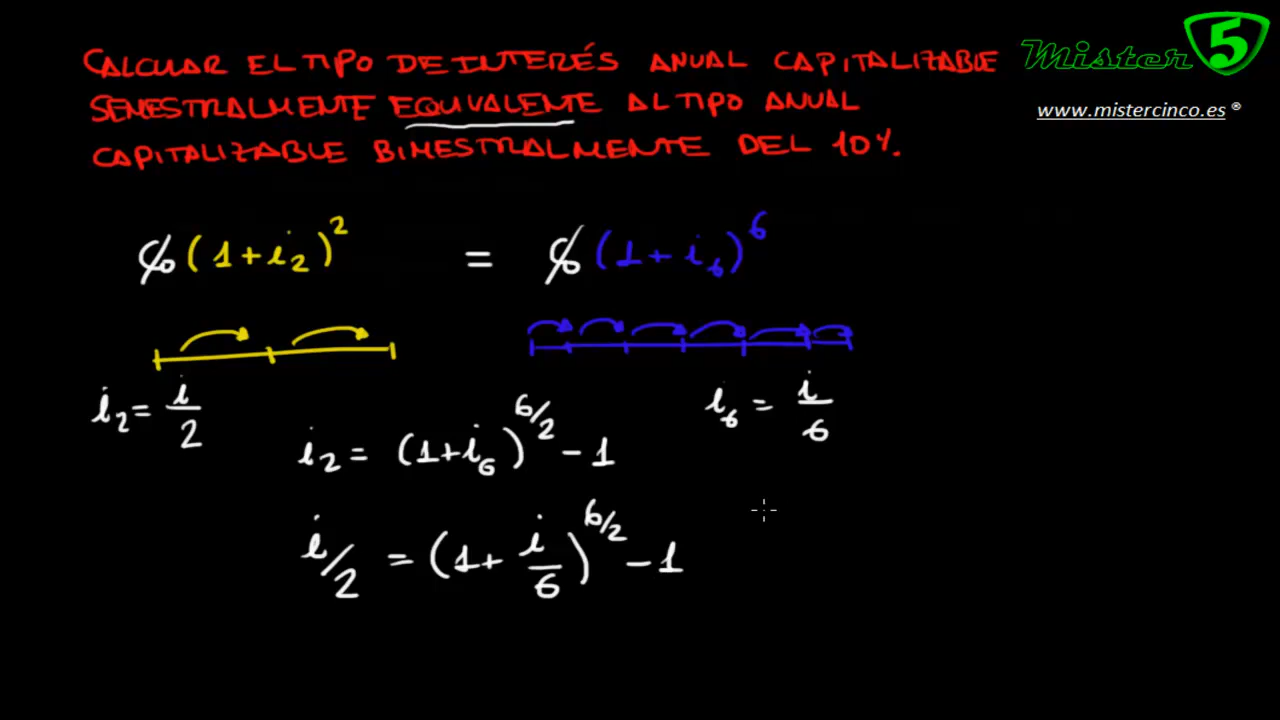 CALCULAR EL TIPO DE INTERÉS ANUAL CAPITALIZABLE
SEMESTRALMENTE EQUIVALENTE AL TIPO ANUAL
CAPITALIZABLE BIMESTRALMENTE DEL 10%.
Mister 5
www.mistercinco.es ®
C₀(1+i₂)² = C₀(1+i₆)⁶
i₂ = i/2
i₆ = i/6
i₂ = (1+i₆)^6/2 - 1
i/2 = (1+i/6)^6/2 - 1